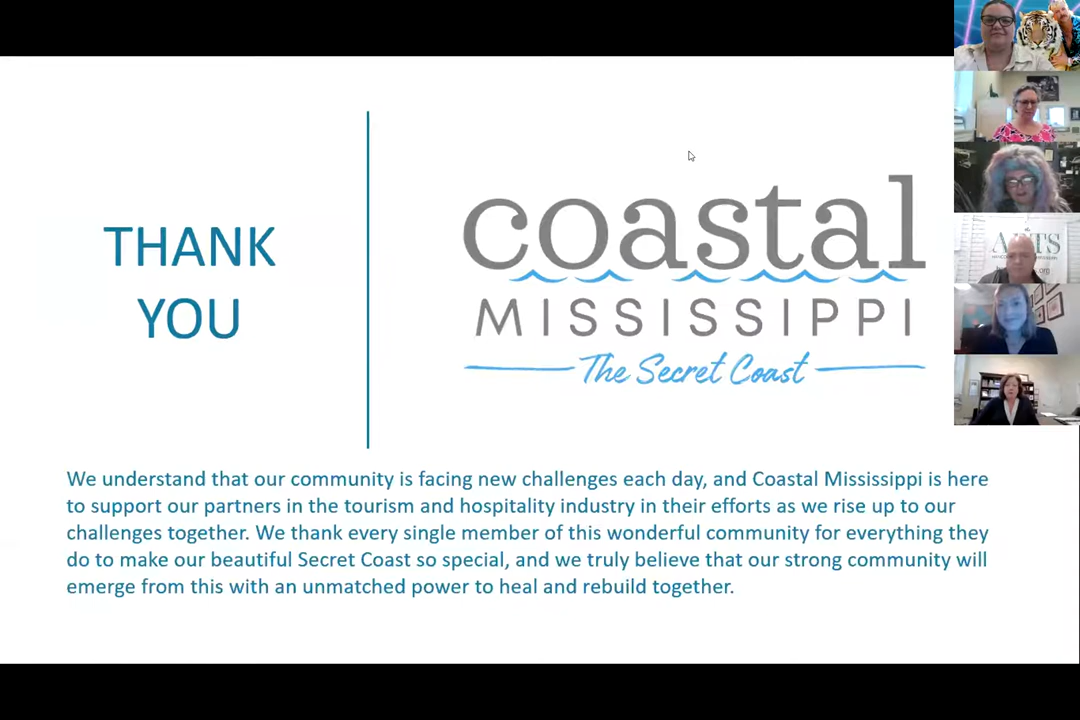 THANK
YOU
coastal
MISSISSIPPI
The Secret Coast
We understand that our community is facing new challenges each day, and Coastal Mississippi is here
to support our partners in the tourism and hospitality industry in their efforts as we rise up to our
challenges together. We thank every single member of this wonderful community for everything they
do to make our beautiful Secret Coast so special, and we truly believe that our strong community will
emerge from this with an unmatched power to heal and rebuild together.
the
ARTS
.org